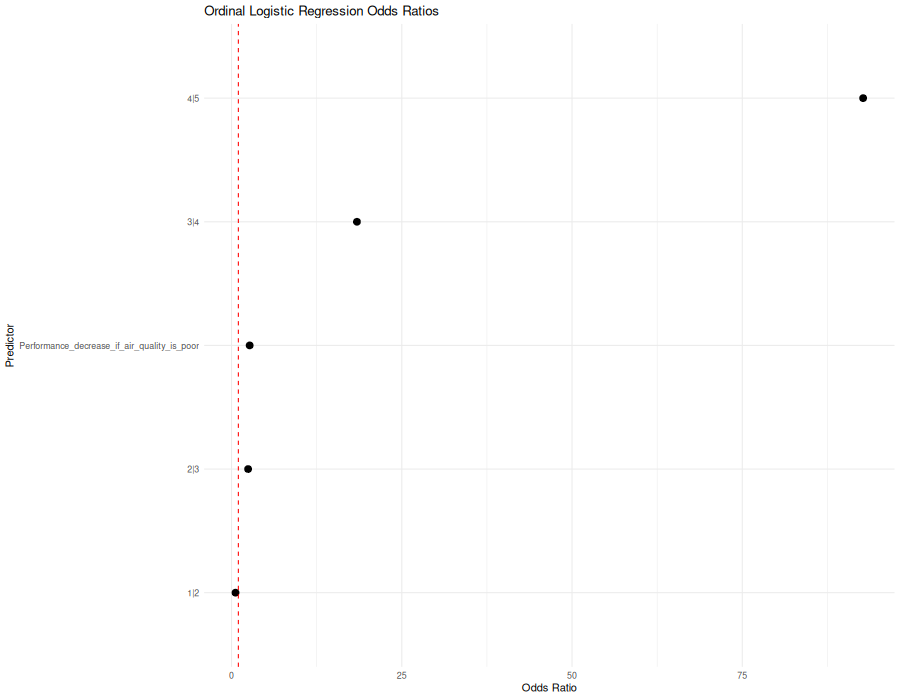 Ordinal Logistic Regression Odds Ratios
Predictor
4|5
3|4
Performance_decrease_if_air_quality_is_poor
2|3
1|2
0
25
50
75
Odds Ratio